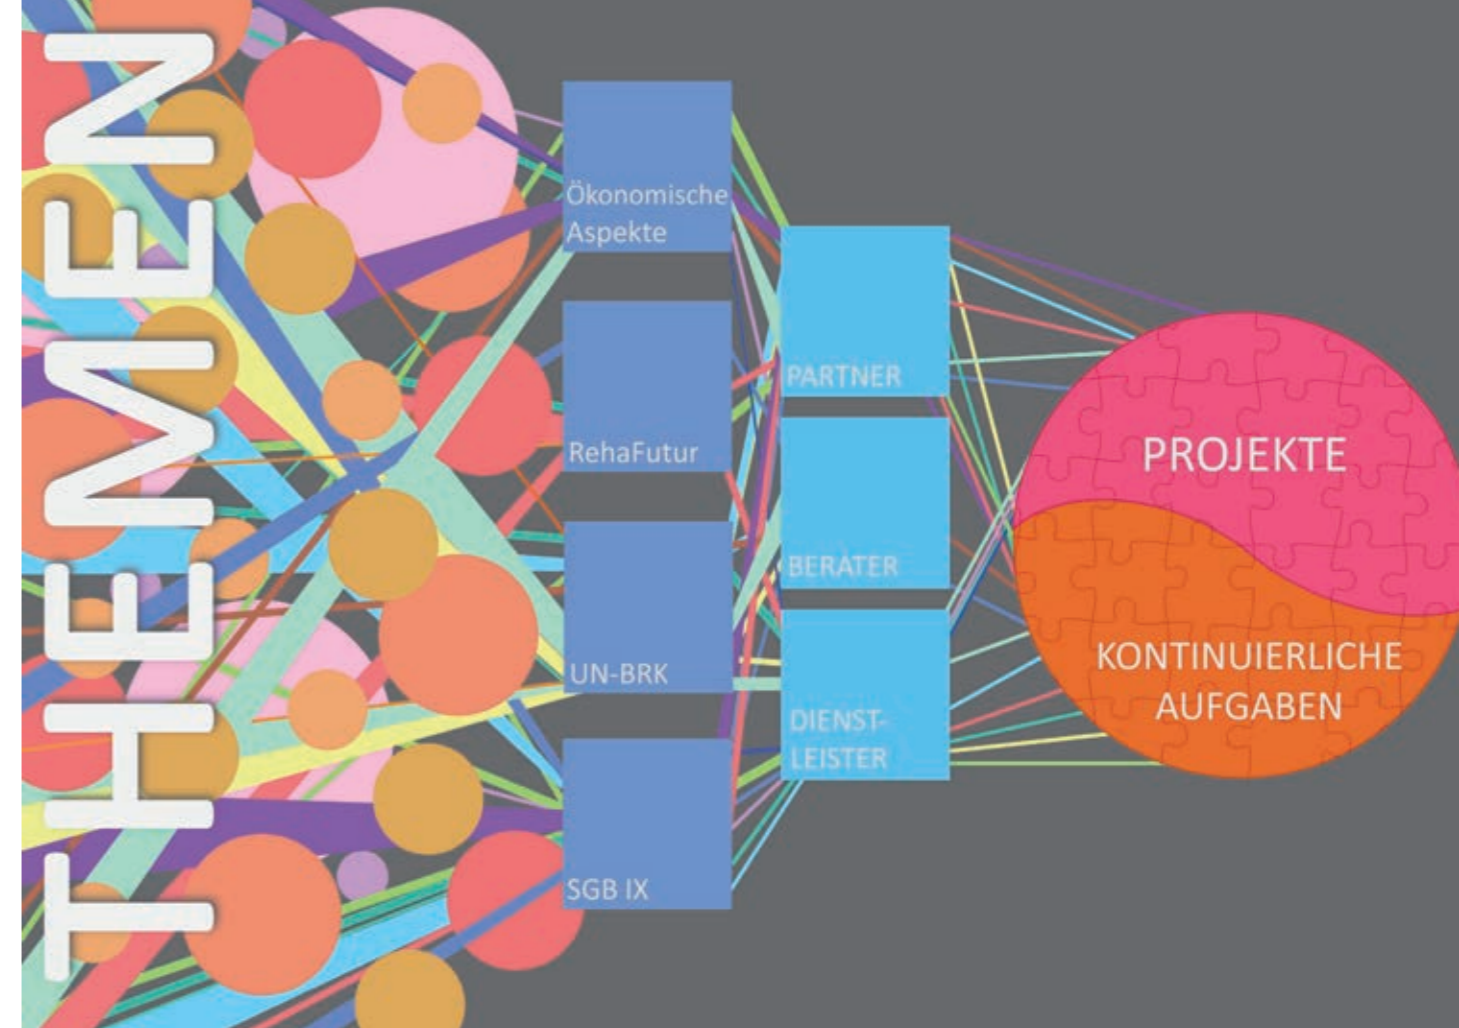 THEMEN
Ökonomische
Aspekte
RehaFutur
UN-BRK
SGB IX
PARTNER
BERATER
DIENST-
LEISTER
PROJEKTE
KONTINUIERLICHE
AUFGABEN